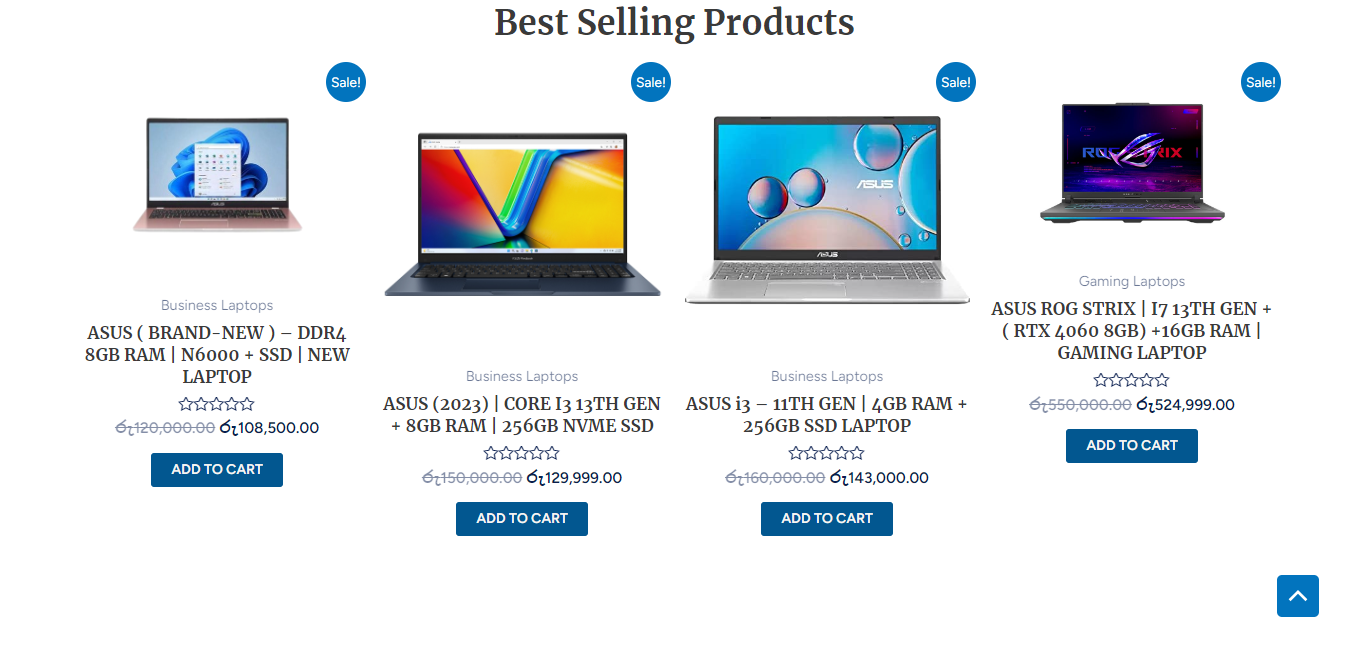 Best Selling Products
Sale!
Business Laptops
ASUS ( BRAND-NEW ) – DDR4
8GB RAM | N6000 + SSD | NEW
LAPTOP
රු120,000.00 රු108,500.00
ADD TO CART
Sale!
Business Laptops
ASUS (2023) | CORE I3 13TH GEN
+ 8GB RAM | 256GB NVME SSD
රු150,000.00 රු129,999.00
ADD TO CART
Sale!
ASUS
ASUS
Business Laptops
ASUS i3 – 11TH GEN | 4GB RAM +
256GB SSD LAPTOP
රු160,000.00 රු143,000.00
ADD TO CART
Sale!
Gaming Laptops
ASUS ROG STRIX | I7 13TH GEN +
( RTX 4060 8GB) +16GB RAM |
GAMING LAPTOP
රු550,000.00 රු524,999.00
ADD TO CART